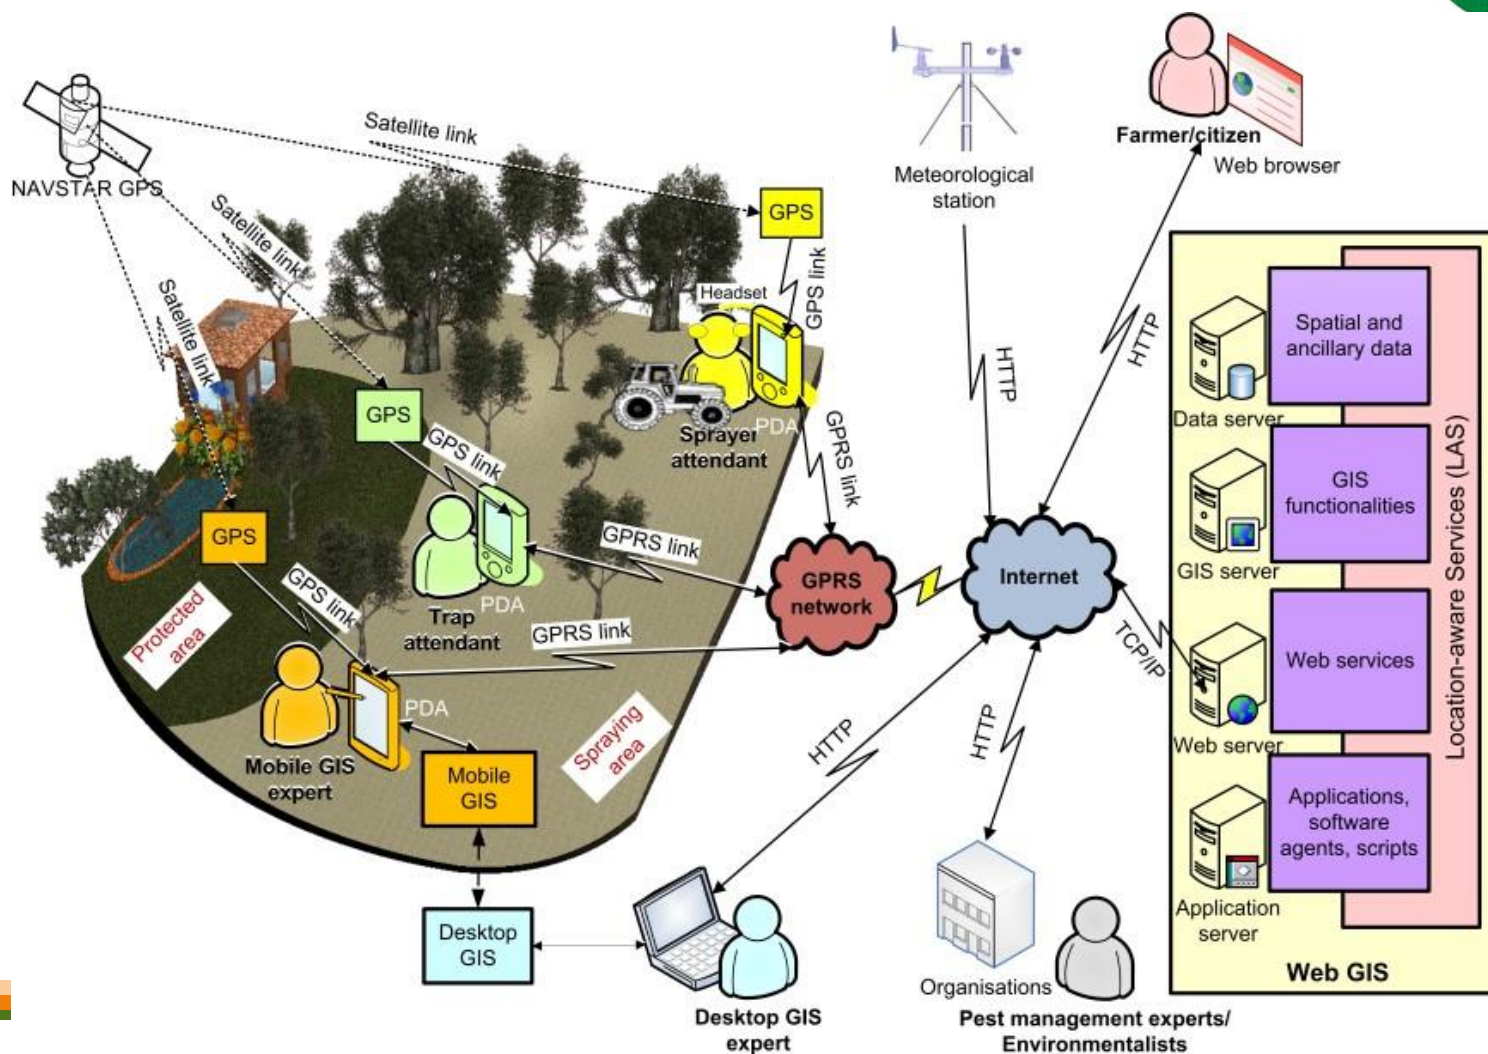 NAVSTAR GPS
Satellite link
Satellite link
Satellite link
GPS
GPS link
Headset
PDA
Sprayer
attendant
GPRS link
GPS
GPS link
PDA
Trap
attendant
GPRS link
GPS
GPS link
PDA
Mobile GIS
expert
GPRS link
Protected
area
Spraying
area
Mobile
GIS
Desktop
GIS
Desktop GIS
expert
GPRS
network
Internet
Meteorological
station
HTTP
Farmer/citizen
Web browser
HTTP
HTTP
HTTP
TCP/IP
Organisations
Pest management experts/
Environmentalists
Data server
Spatial and
ancillary data
GIS server
GIS
functionalities
Web server
Web services
Application
server
Applications,
software
agents, scripts
Location-aware Services (LAS)
Web GIS